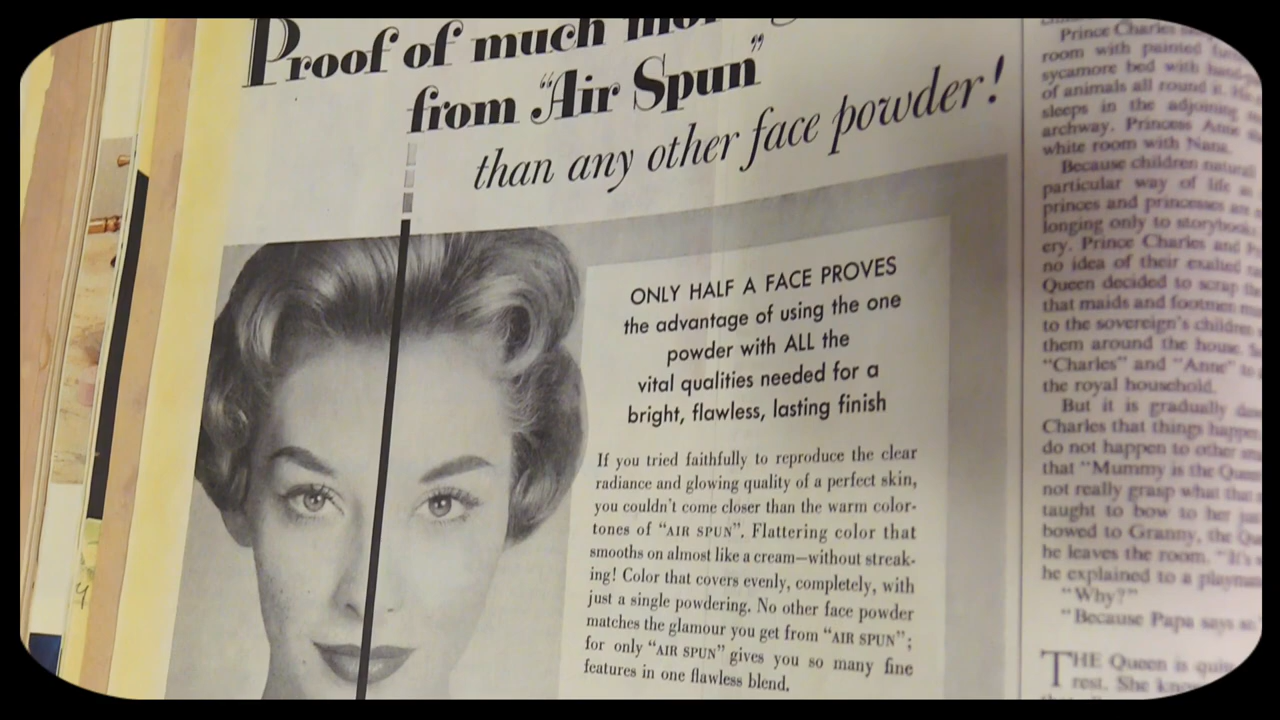 Proof of much
from "Air Spun"
than any other face powder!
ONLY HALF A FACE PROVES
the advantage of using the one
powder with ALL the
vital qualities needed for a
bright, flawless, lasting finish
If you tried faithfully to reproduce the clear
radiance and glowing quality of a perfect skin,
you couldn't come closer than the warm color-
tones of "AIR SPUN". Flattering color that
smooths on almost like a cream—without streak-
ing! Color that covers evenly, completely, with
just a single powdering. No other face powder
matches the glamour you get from "AIR SPUN";
for only "AIR SPUN" gives you so many fine
features in one flawless blend.
Prince Charles
room with painted
sycamore bed with
of animals all round it.
sleeps in the adjoining
archway. Princess Anne
white room with Nana.
Because children
particular way of life
princes and princesses are
longing only to storybook
ery. Prince Charles and
no idea of their exalted
Queen decided to scrap
that maids and footmen
to the sovereign's children
them around the house.
"Charles" and "Anne" to
the royal household.
But it is gradually
Charles that things happen
do not happen to other
that "Mummy is the
not really grasp what
taught to bow to her
bowed to Granny, the
he leaves the room. "It's
he explained to a
"Why?"
"Because Papa says
THE Queen is
rest. She